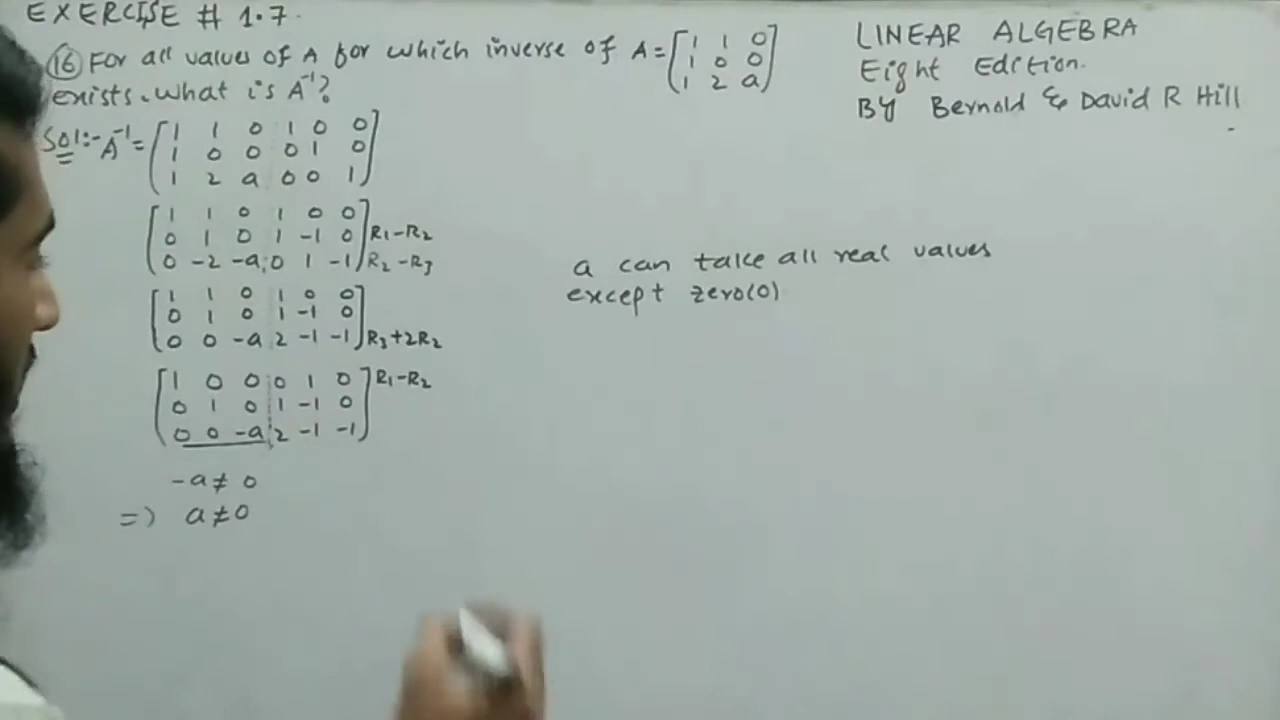 EXERCISE # 1.7.
(16) For all values of A for which inverse of A = [1 1 0
1 0 0
1 2 a]
exists. What is A⁻¹?
LINEAR ALGEBRA
Eight Edition.
By Bernold & David R Hill
Sol:- A⁻¹ = [1 1 0 1 0 0
1 0 0 0 1 0
1 2 a 0 0 1]
[1 1 0 1 0 0
0 1 0 1 -1 0] R₁-R₂
0 -2 -a 0 1 -1] R₂-R₃
[1 1 0 1 0 0
0 1 0 1 -1 0
0 0 -a 2 -1 -1] R₃+2R₂
[1 0 0 0 1 0] R₁-R₂
0 1 0 1 -1 0
0 0 -a 2 -1 -1]
-a ≠ 0
=> a ≠ 0
a can take all real values
except zero(0)